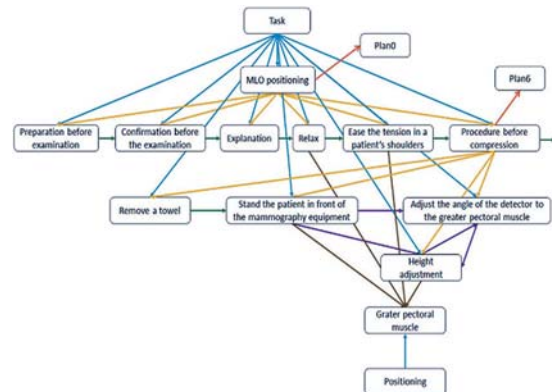 Task
Plan0
MLO positioning
Plan6
Preparation before
examination
Confirmation before
the examination
Explanation
Relax
Ease the tension in a
patient's shoulders
Procedure before
compression
Remove a towel
Stand the patient in front of
the mammography equipment
Adjust the angle of the detector to
the greater pectoral muscle
Height
adjustment
Grater pectoral
muscle
Positioning